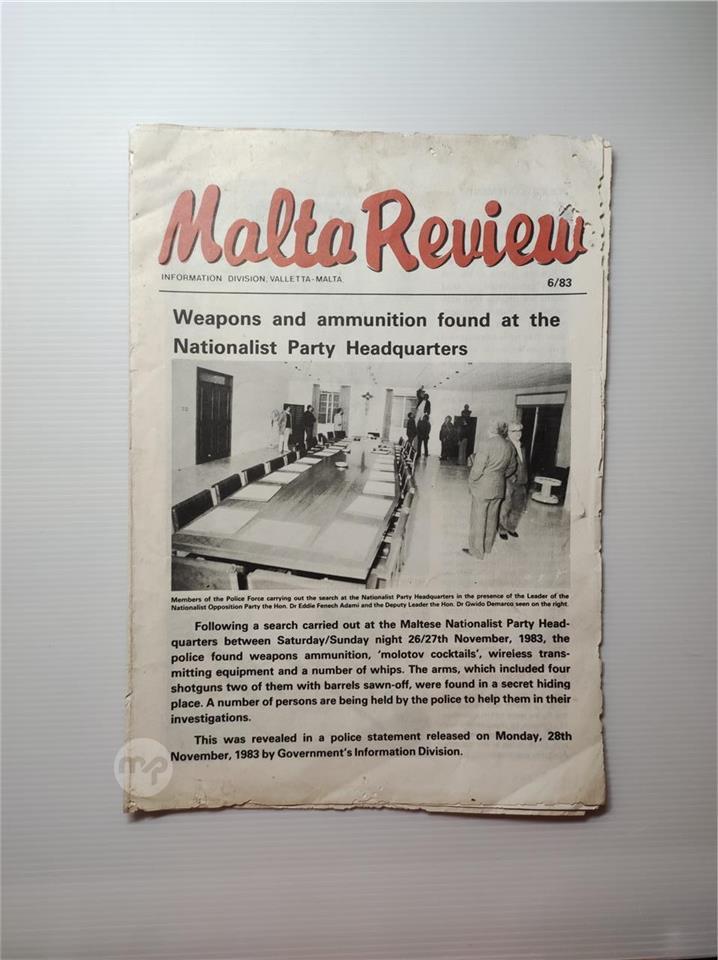 Malta Review
INFORMATION DIVISION, VALLETTA-MALTA.
6/83
Weapons and ammunition found at the
Nationalist Party Headquarters
Members of the Police Force carrying out the search at the Nationalist Party Headquarters in the presence of the Leader of the
Nationalist Opposition Party the Hon. Dr Eddie Fenech Adami and the Deputy Leader the Hon. Dr Gwido Demarco seen on the right.
Following a search carried out at the Maltese Nationalist Party Head-
quarters between Saturday/Sunday night 26/27th November, 1983, the
police found weapons ammunition, 'molotov cocktails', wireless trans-
mitting equipment and a number of whips. The arms, which included four
shotguns two of them with barrels sawn-off, were found in a secret hiding
place. A number of persons are being held by the police to help them in their
investigations.
This was revealed in a police statement released on Monday, 28th
November, 1983 by Government's Information Division.
mp